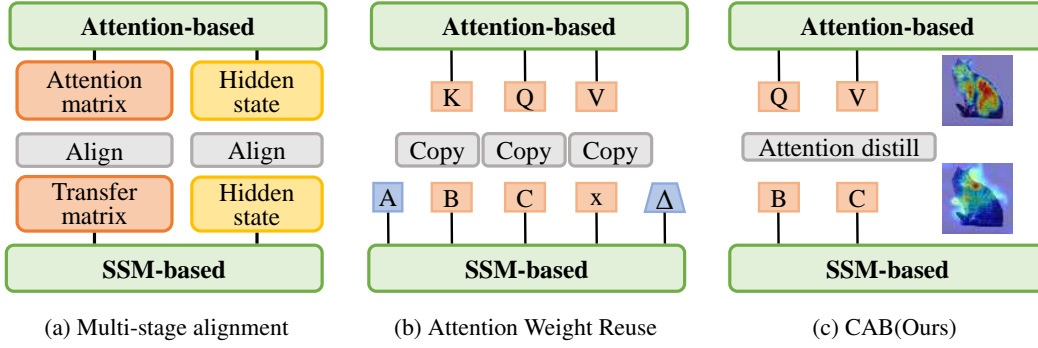 Attention-based
Attention matrix
Hidden state
Align
Align
Transfer matrix
Hidden state
SSM-based
(a) Multi-stage alignment
Attention-based
K Q V
Copy Copy Copy
A B C x Δ
SSM-based
(b) Attention Weight Reuse
Attention-based
Q V
Attention distill
B C
SSM-based
(c) CAB(Ours)